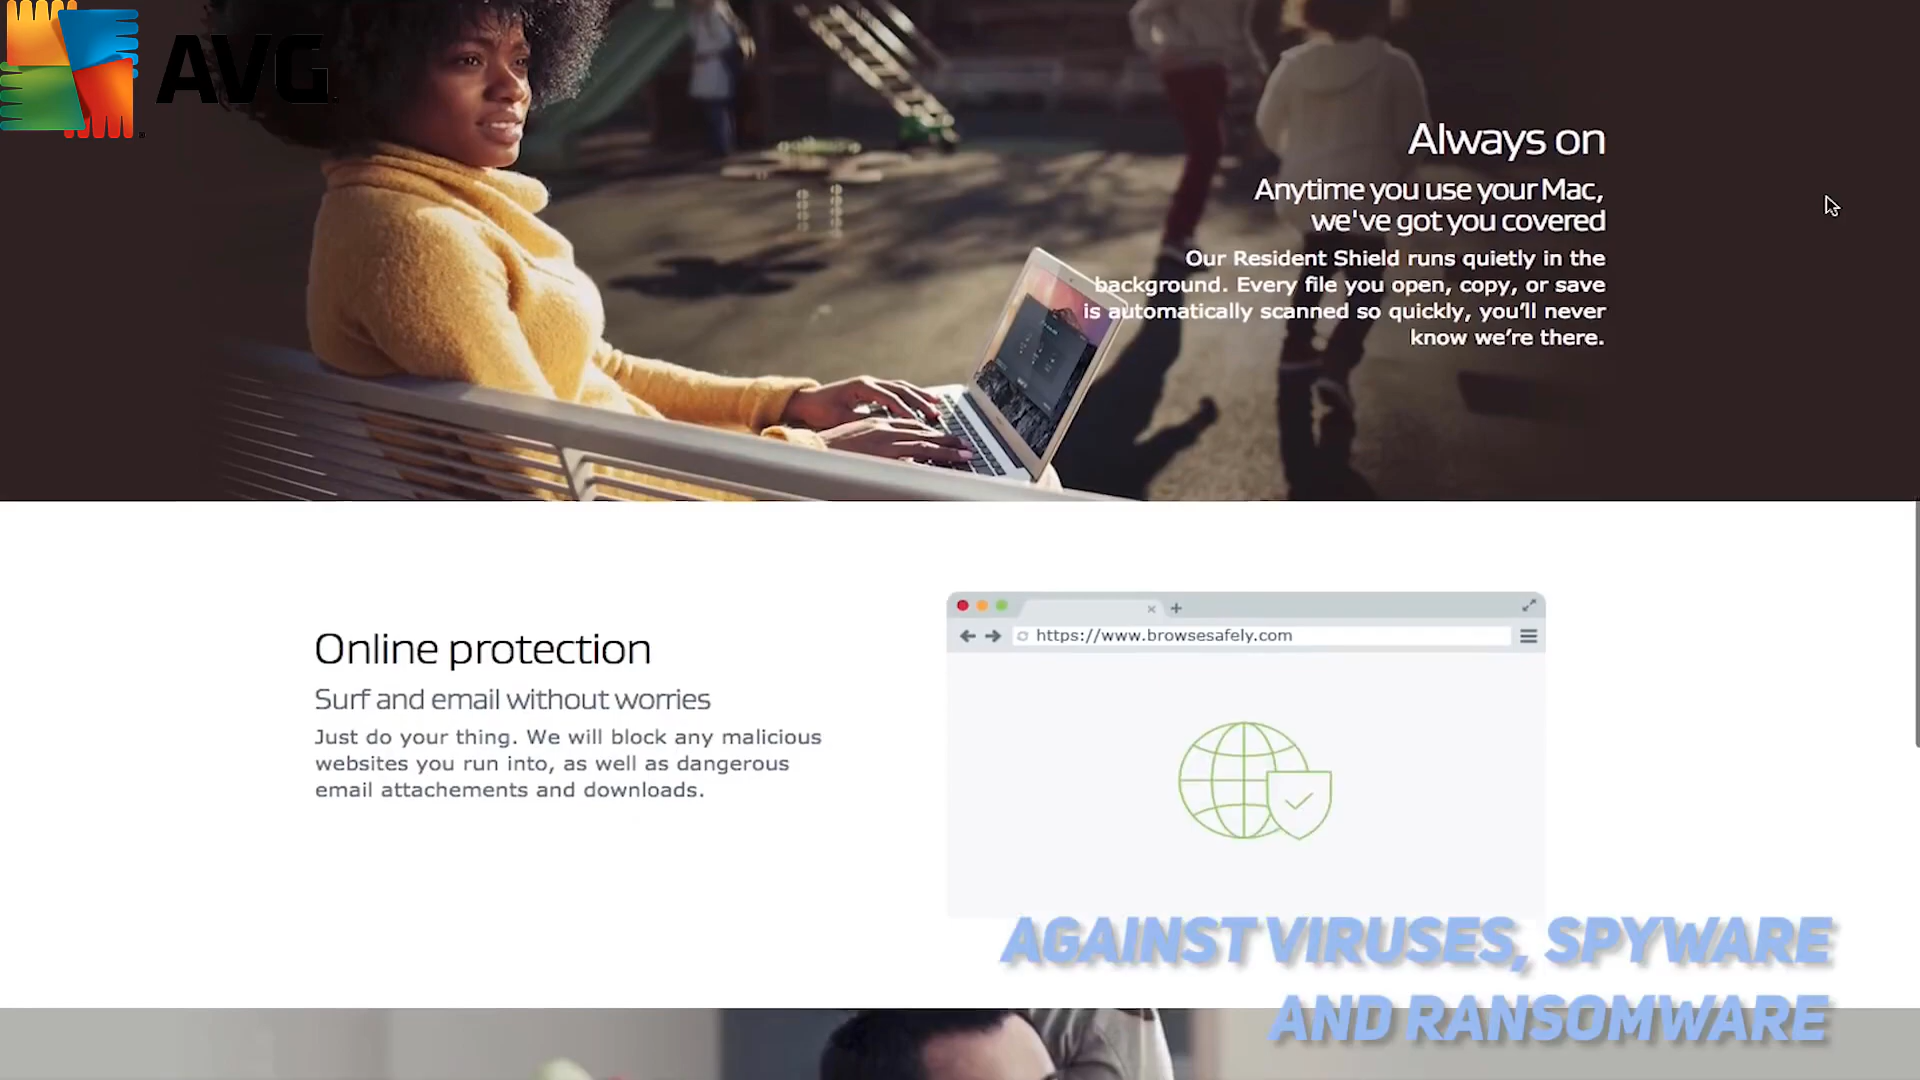 AVG
Always on
Anytime you use your Mac,
we've got you covered
Our Resident Shield runs quietly in the
background. Every file you open, copy, or save
is automatically scanned so quickly, you’ll never
know we’re there.
https://www.browsesafely.com
Online protection
Surf and email without worries
Just do your thing. We will block any malicious
websites you run into, as well as dangerous
email attachements and downloads.
AGAINST VIRUSES, SPYWARE
AND RANSOMWARE